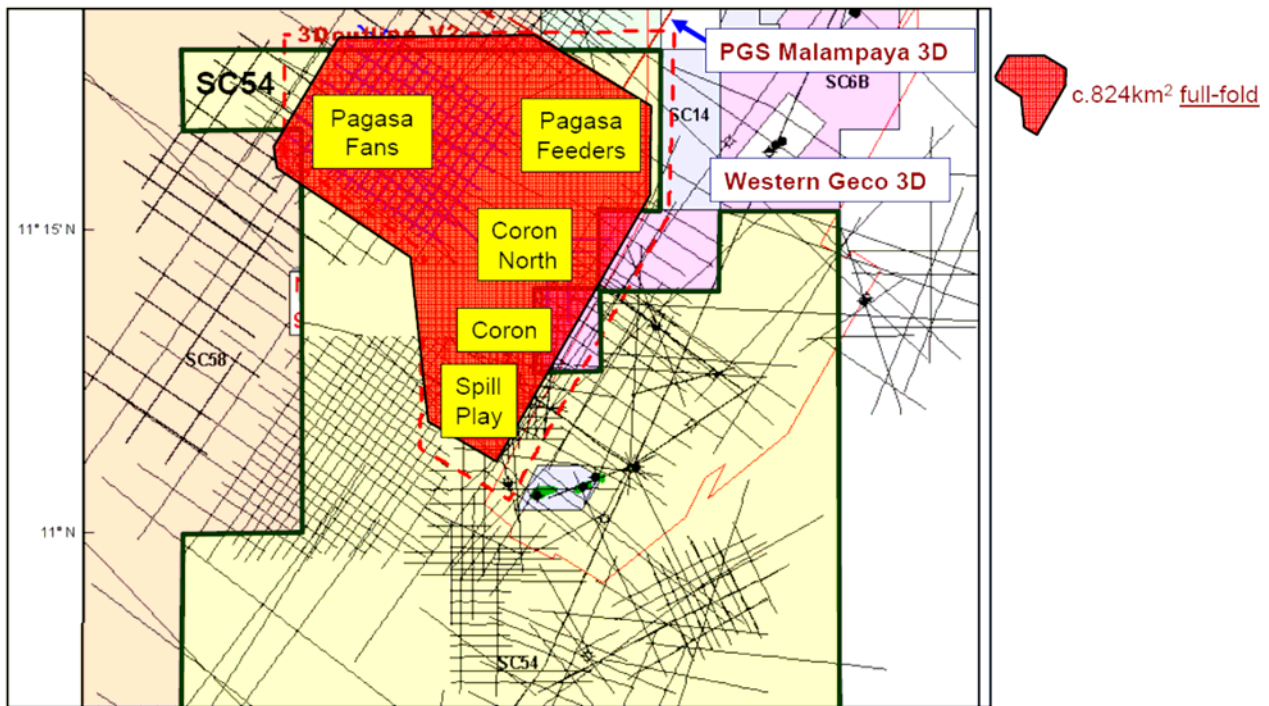 SC54
PGS Malampaya 3D
SC6B
c.824km² full-fold
Pagasa
Fans
Pagasa
Feeders
SC14
Western Geco 3D
11° 15' N
Coron
North
Coron
SC58
Spill
Play
11° N
SC54